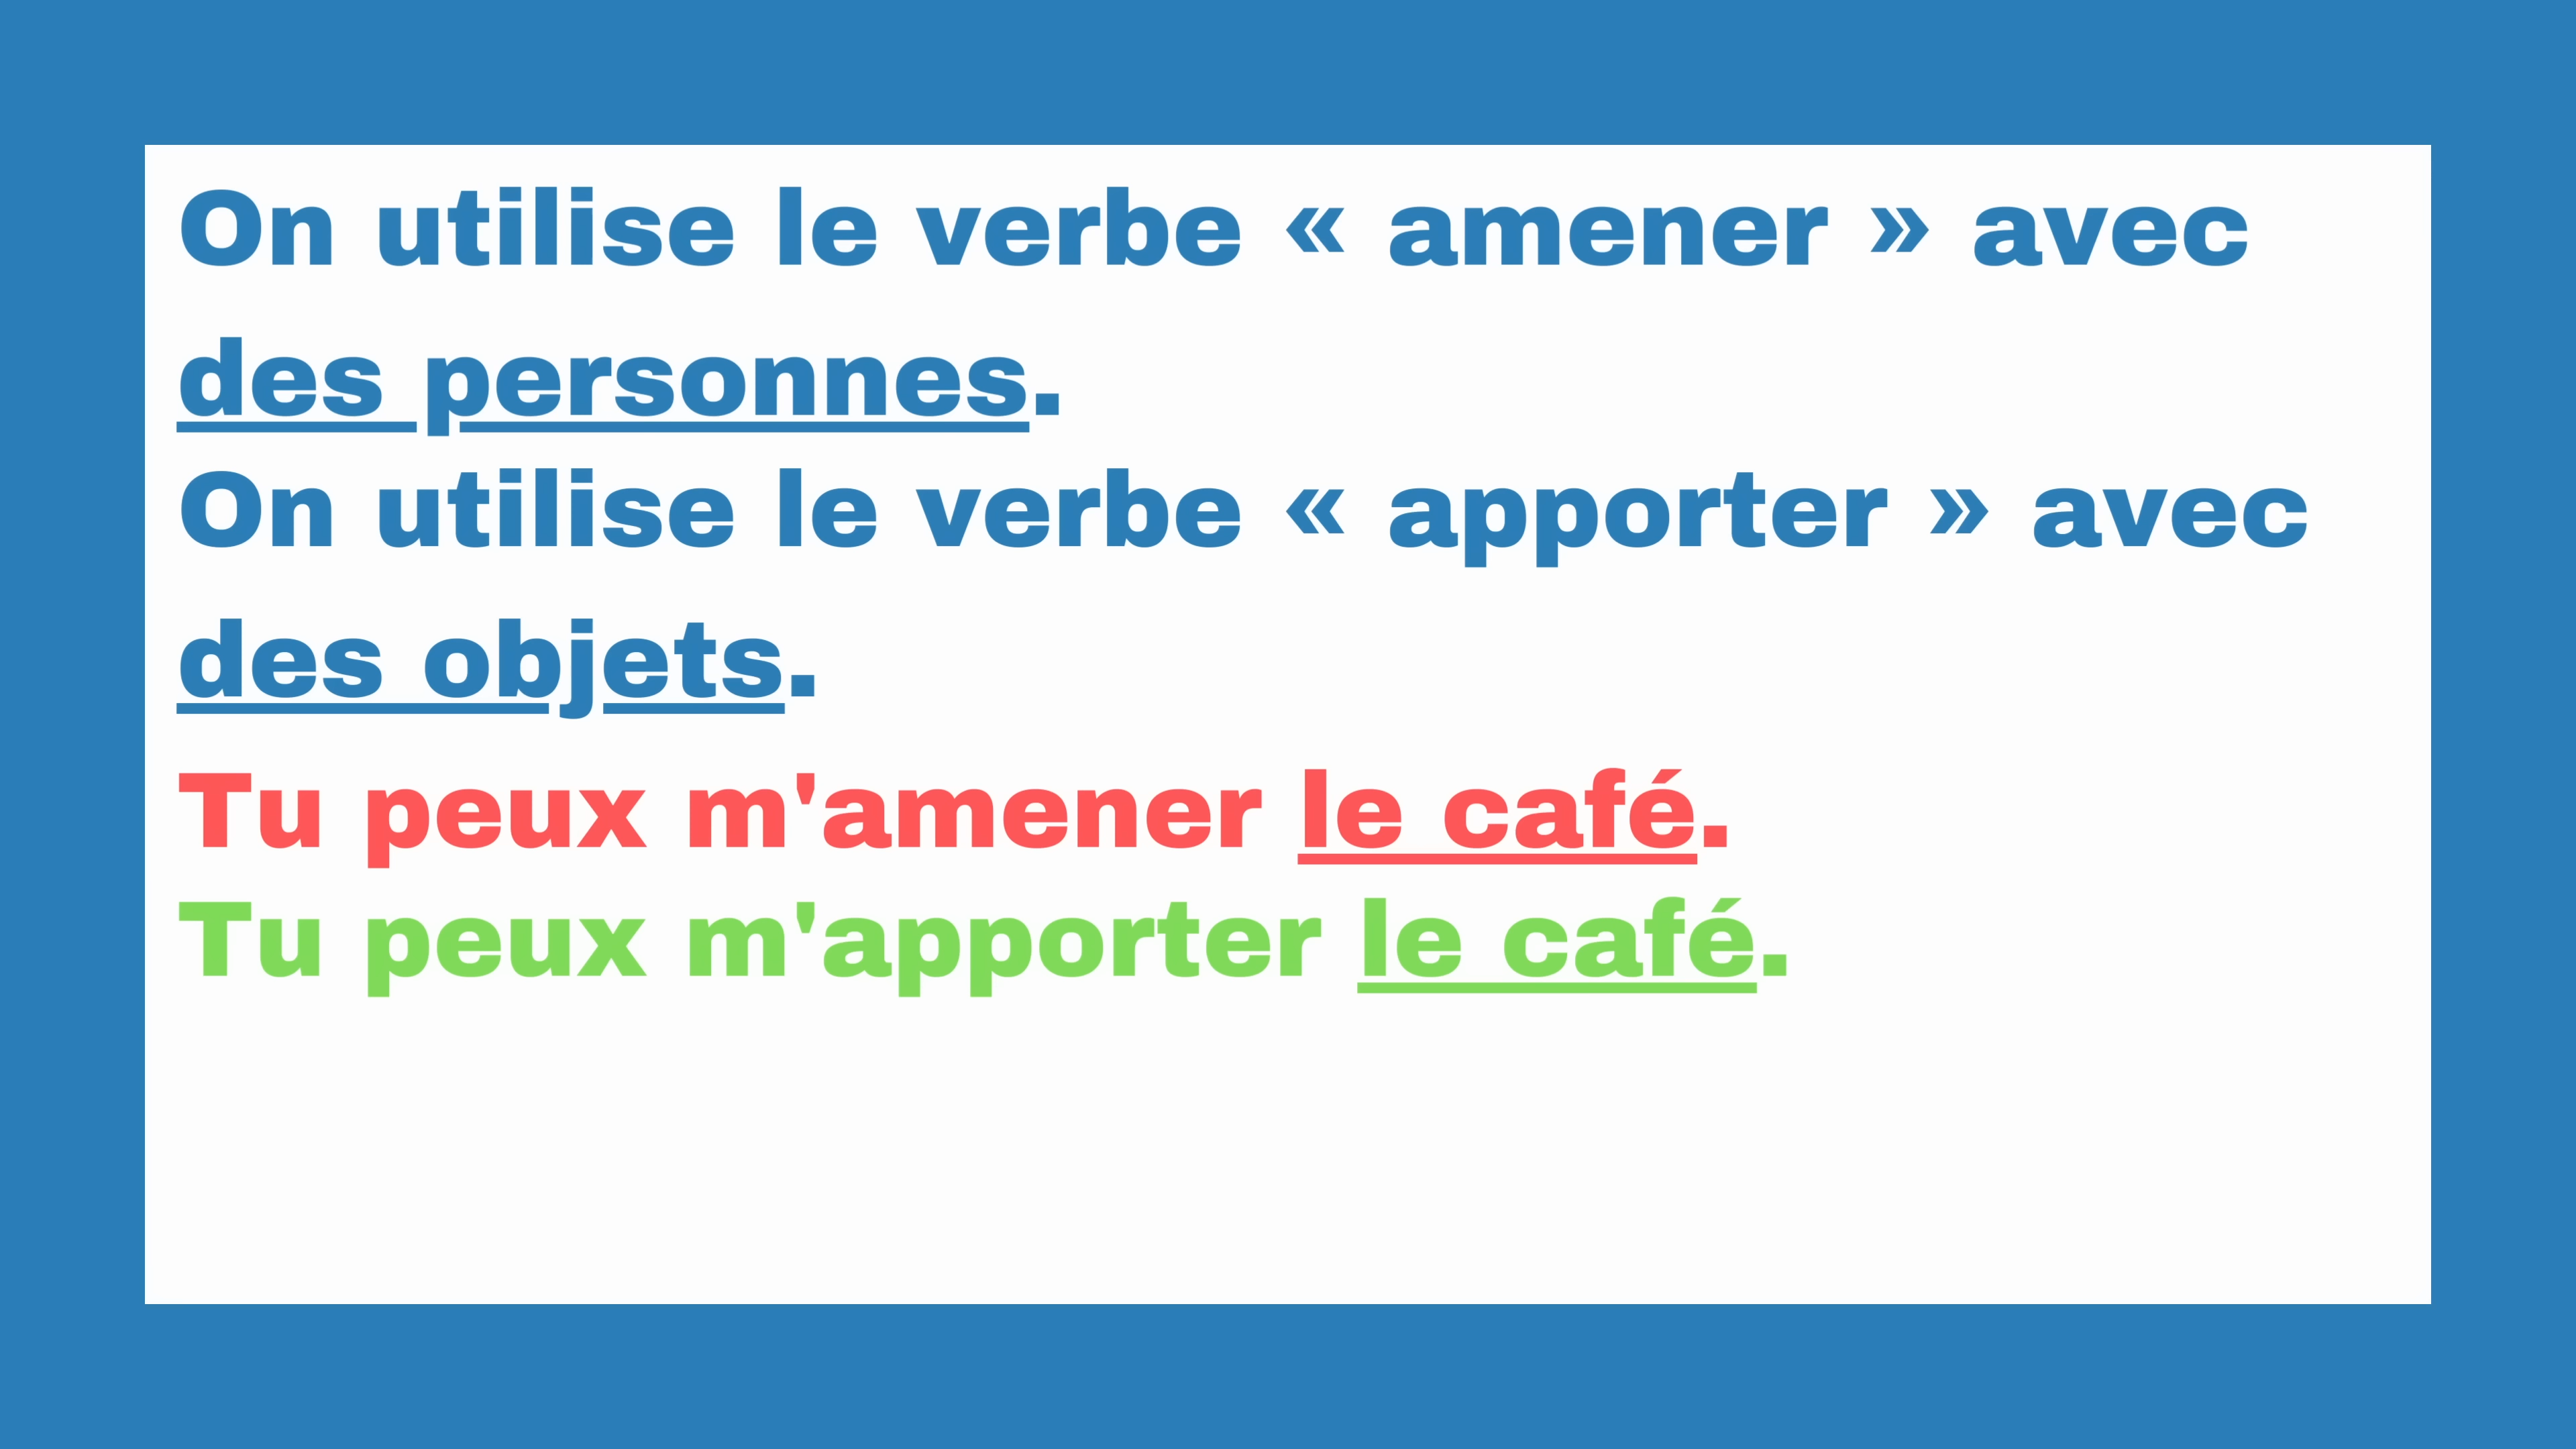 On utilise le verbe « amener » avec
des personnes.
On utilise le verbe « apporter » avec
des objets.
Tu peux m'amener le café.
Tu peux m'apporter le café.